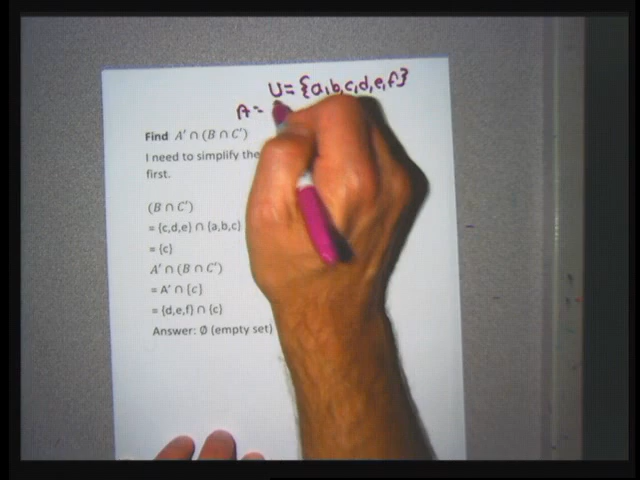 U = {a,b,c,d,e,f}
A =
Find A′ ∩ (B ∩ C′)
I need to simplify the
first.
(B ∩ C′)
= {c,d,e} ∩ {a,b,c}
= {c}
A′ ∩ (B ∩ C′)
= A′ ∩ {c}
= {d,e,f} ∩ {c}
Answer: Ø (empty set)